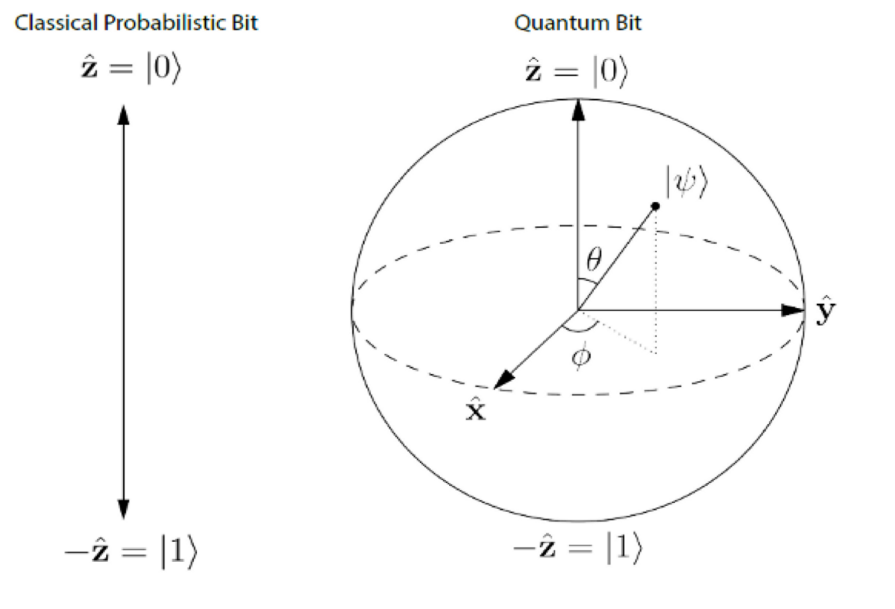 Classical Probabilistic Bit
ẑ = |0⟩
-ẑ = |1⟩
Quantum Bit
ẑ = |0⟩
|ψ⟩
θ
ŷ
ϕ
x̂
-ẑ = |1⟩